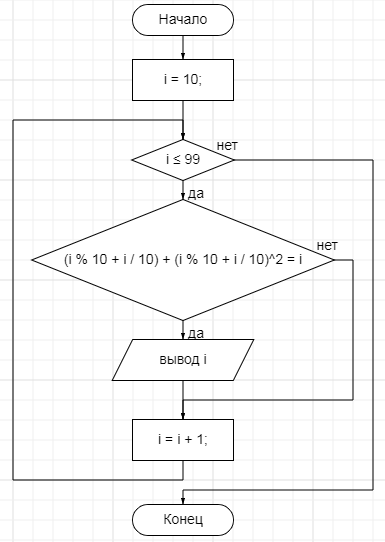 Начало
i = 10;
i ≤ 99
нет
да
(i % 10 + i / 10) + (i % 10 + i / 10)^2 = i
нет
да
вывод i
i = i + 1;
Конец